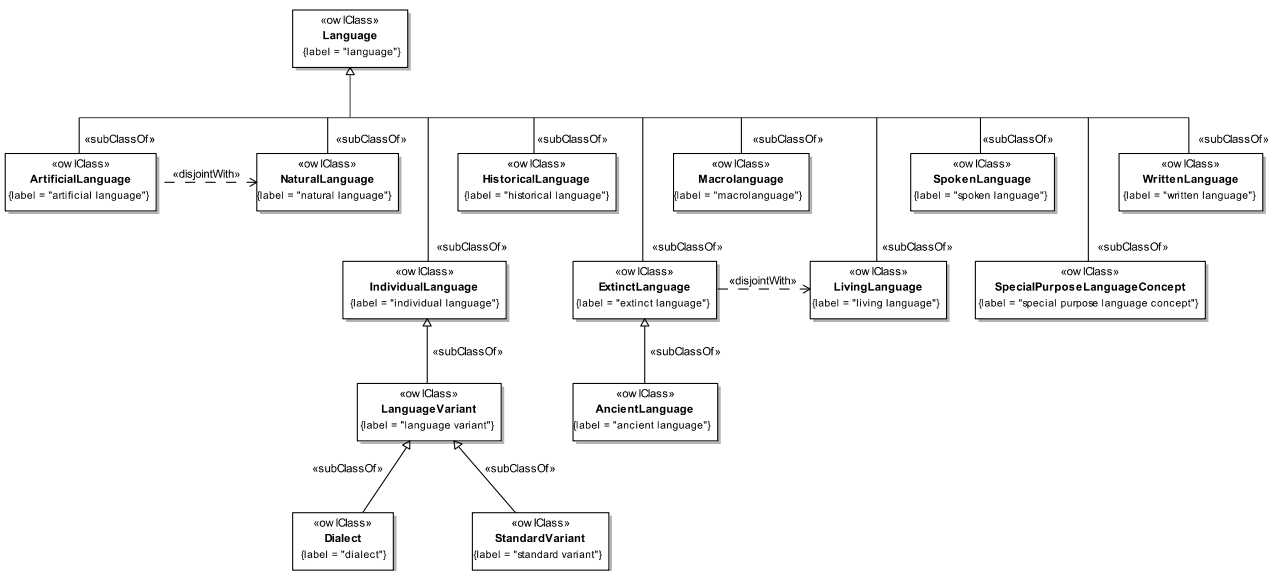 «owlClass»
Language
{label = "language"}
«subClassOf»
«subClassOf»
«subClassOf»
«subClassOf»
«subClassOf»
«subClassOf»
«owlClass»
ArtificialLanguage
{label = "artificial language"}
«disjointWith»
«owlClass»
NaturalLanguage
{label = "natural language"}
«owlClass»
HistoricalLanguage
{label = "historical language"}
«owlClass»
Macrolanguage
{label = "macrolanguage"}
«owlClass»
SpokenLanguage
{label = "spoken language"}
«owlClass»
WrittenLanguage
{label = "written language"}
«subClassOf»
«subClassOf»
«subClassOf»
«subClassOf»
«owlClass»
IndividualLanguage
{label = "individual language"}
«owlClass»
ExtinctLanguage
{label = "extinct language"}
«disjointWith»
«owlClass»
LivingLanguage
{label = "living language"}
«owlClass»
SpecialPurposeLanguageConcept
{label = "special purpose language concept"}
«subClassOf»
«subClassOf»
«owlClass»
LanguageVariant
{label = "language variant"}
«owlClass»
AncientLanguage
{label = "ancient language"}
«subClassOf»
«subClassOf»
«owlClass»
Dialect
{label = "dialect"}
«owlClass»
StandardVariant
{label = "standard variant"}